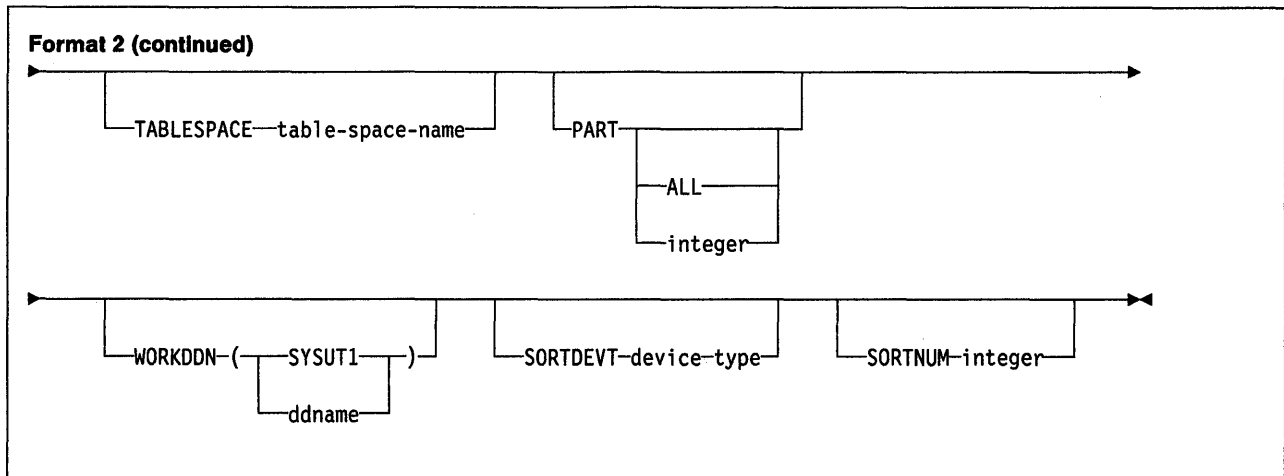 Format 2 (continued)
TABLESPACE table-space-name
PART
ALL
integer
WORKDDN ( SYSUT1 )
ddname
SORTDEVT device type
SORTNUM integer